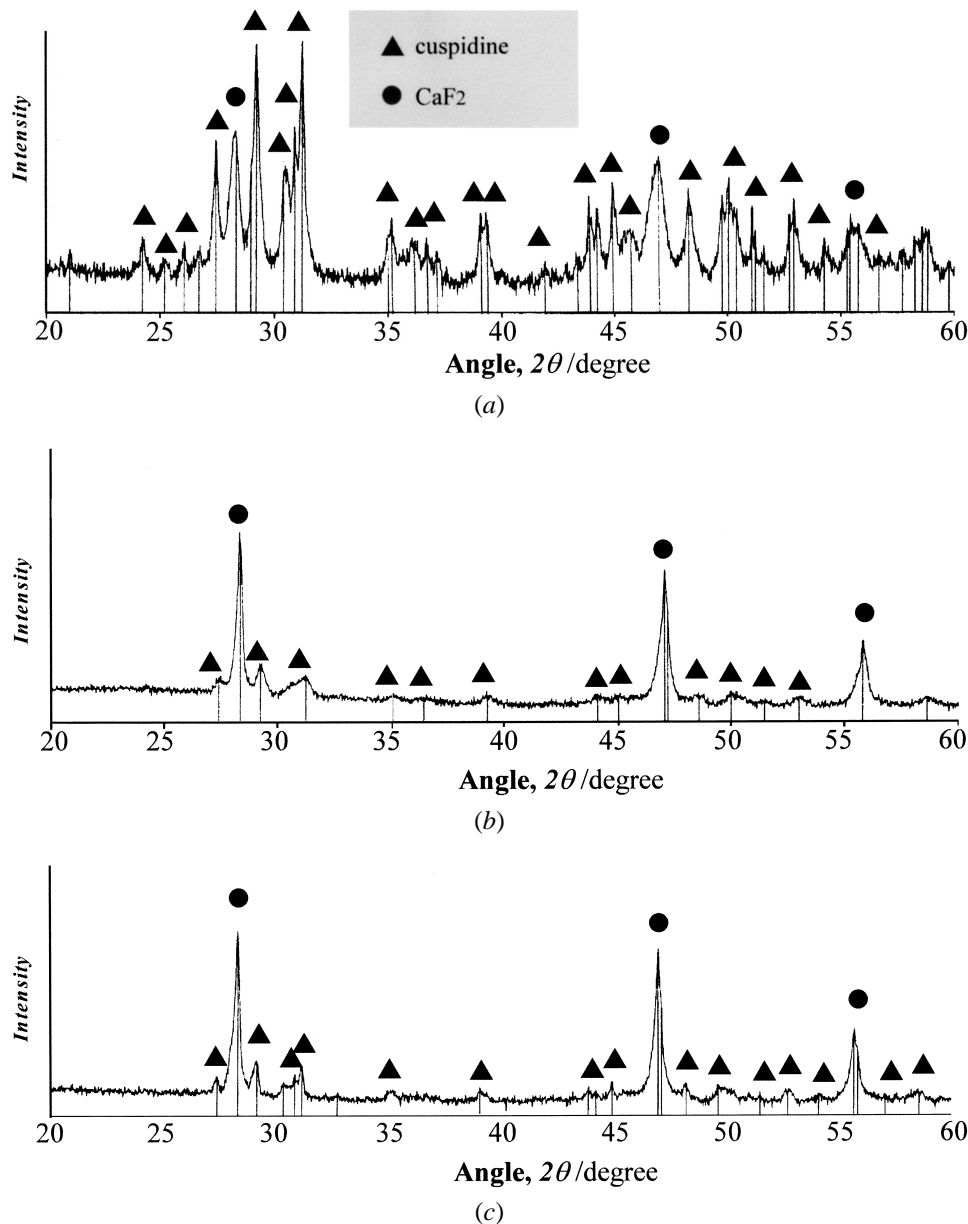 ▲ cuspidine
● CaF2
Intensity
20 25 30 35 40 45 50 55 60
Angle, 2θ /degree
(a)
Intensity
20 25 30 35 40 45 50 55 60
Angle, 2θ /degree
(b)
Intensity
20 25 30 35 40 45 50 55 60
Angle, 2θ /degree
(c)